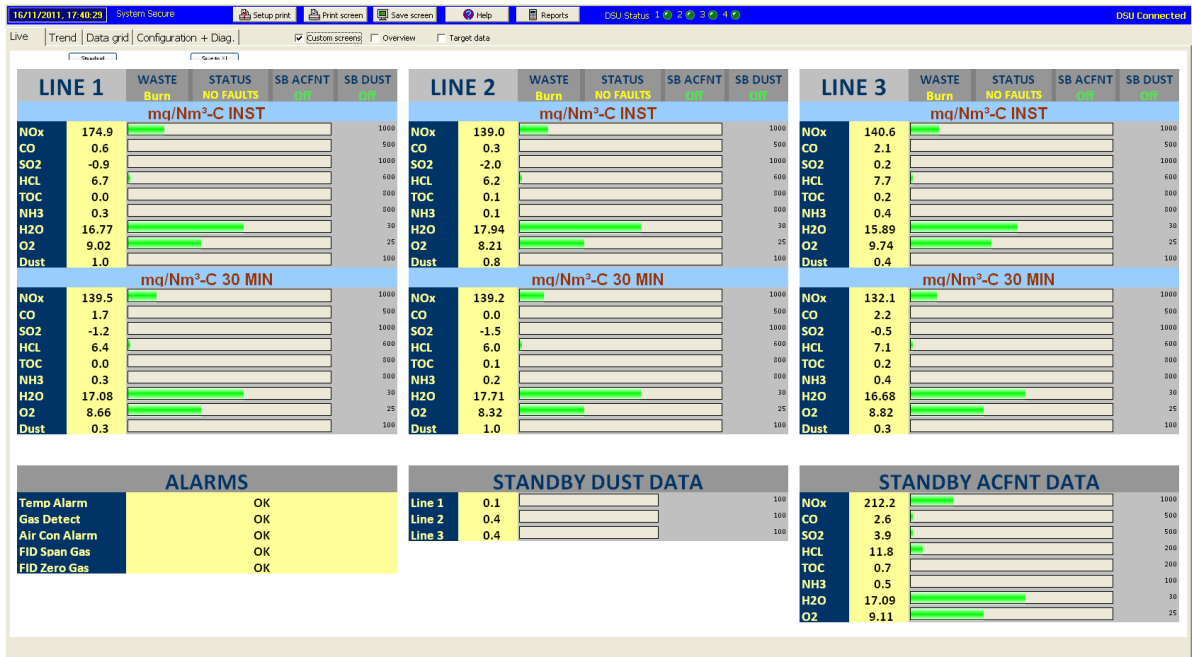 16/11/2011, 17:40:29 System Secure Setup print Print screen Save screen Help Reports DSU Status 1 2 3 4 DSU Connected
Live Trend Data grid Configuration + Diag. Custom screens Overview Target data
Standard
LINE 1 WASTE STATUS SB ACFNT SB DUST
Burn NO FAULTS Off Off
mg/Nm³-C INST
NOx 174.9 1000
CO 0.6 500
SO2 -0.9 1000
HCL 6.7 600
TOC 0.0 800
NH3 0.3 800
H2O 16.77 30
O2 9.02 25
Dust 1.0 100
mg/Nm³-C 30 MIN
NOx 139.5 1000
CO 1.7 500
SO2 -1.2 1000
HCL 6.4 600
TOC 0.0 800
NH3 0.3 800
H2O 17.08 30
O2 8.66 25
Dust 0.3 100
LINE 2 WASTE STATUS SB ACFNT SB DUST
Burn NO FAULTS Off Off
mg/Nm³-C INST
NOx 139.0 1000
CO 0.3 500
SO2 -2.0 1000
HCL 6.2 600
TOC 0.1 800
NH3 0.1 800
H2O 17.94 30
O2 8.21 25
Dust 0.8 100
mg/Nm³-C 30 MIN
NOx 139.2 1000
CO 0.0 500
SO2 -1.5 1000
HCL 6.0 600
TOC 0.1 800
NH3 0.2 800
H2O 17.71 30
O2 8.32 25
Dust 1.0 100
LINE 3 WASTE STATUS SB ACFNT SB DUST
Burn NO FAULTS Off Off
mg/Nm³-C INST
NOx 140.6 1000
CO 2.1 500
SO2 0.2 1000
HCL 7.7 600
TOC 0.2 800
NH3 0.4 800
H2O 15.89 30
O2 9.74 25
Dust 0.4 100
mg/Nm³-C 30 MIN
NOx 132.1 1000
CO 2.2 500
SO2 -0.5 1000
HCL 7.1 600
TOC 0.2 800
NH3 0.4 800
H2O 16.68 30
O2 8.82 25
Dust 0.3 100
ALARMS
Temp Alarm OK
Gas Detect OK
Air Con Alarm OK
FID Span Gas OK
FID Zero Gas OK
STANDBY DUST DATA
Line 1 0.1 100
Line 2 0.4 100
Line 3 0.4 100
STANDBY ACFNT DATA
NOx 212.2 1000
CO 2.6 500
SO2 3.9 500
HCL 11.8 200
TOC 0.7 200
NH3 0.5 100
H2O 17.09 30
O2 9.11 25